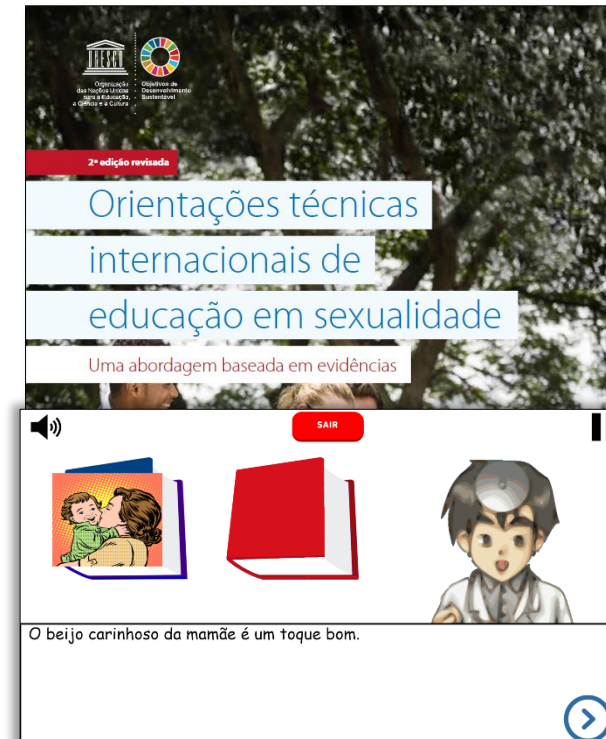 UNESCO
Organização
das Nações Unidas
para a Educação,
a Ciência e a Cultura
Objetivos de
Desenvolvimento
Sustentável
2ª edição revisada
Orientações técnicas
internacionais de
educação em sexualidade
Uma abordagem baseada em evidências
SAIR
O beijo carinhoso da mamãe é um toque bom.